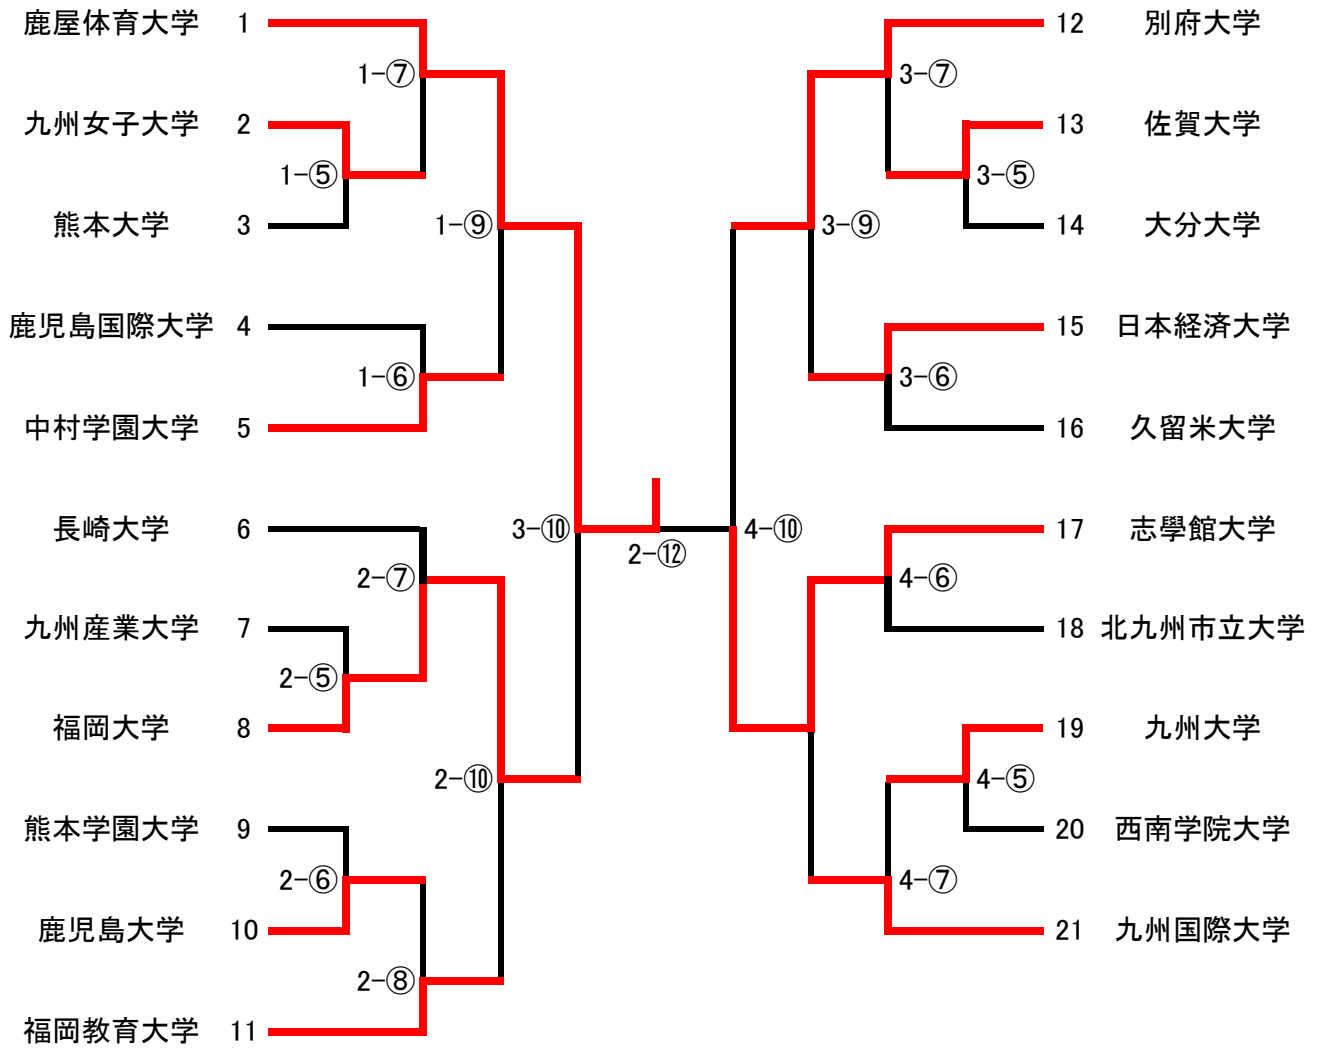 鹿屋体育大学 1
1-⑦
九州女子大学 2
1-⑤
熊本大学 3
1-⑨
鹿児島国際大学 4
1-⑥
中村学園大学 5
長崎大学 6
3-⑩
2-⑦
九州産業大学 7
2-⑤
福岡大学 8
2-⑩
熊本学園大学 9
2-⑥
鹿児島大学 10
2-⑧
福岡教育大学 11
2-⑫
12 別府大学
3-⑦
13 佐賀大学
3-⑤
14 大分大学
3-⑨
15 日本経済大学
3-⑥
16 久留米大学
4-⑩
17 志學館大学
4-⑥
18 北九州市立大学
19 九州大学
4-⑤
20 西南学院大学
4-⑦
21 九州国際大学